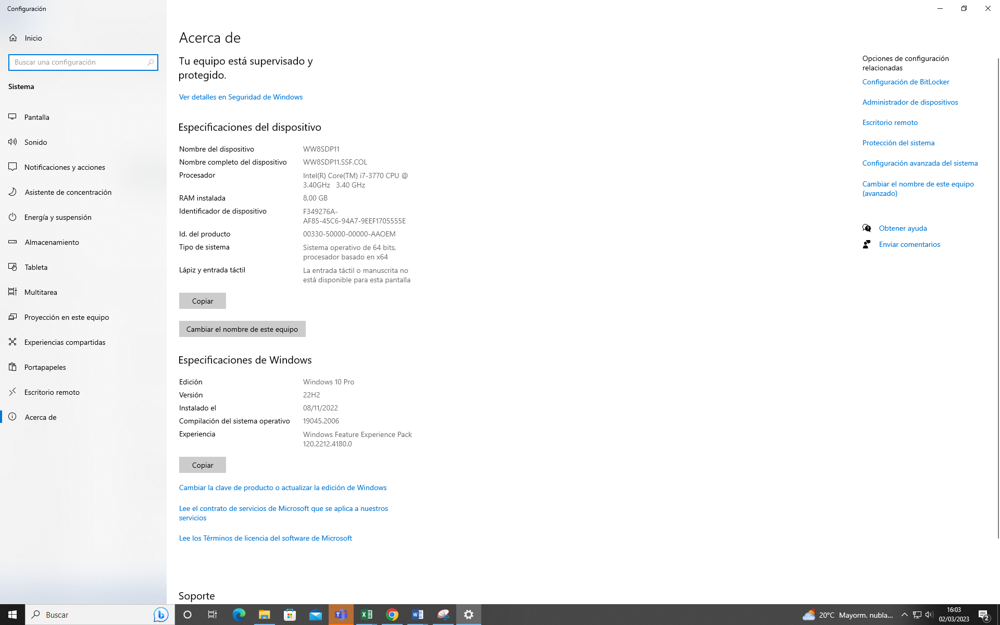 Configuración
Inicio
Buscar una configuración
Sistema
Pantalla
Sonido
Notificaciones y acciones
Asistente de concentración
Energía y suspensión
Almacenamiento
Tableta
Multitarea
Proyección en este equipo
Experiencias compartidas
Portapapeles
Escritorio remoto
Acerca de
Acerca de
Tu equipo está supervisado y
protegido.
Ver detalles en Seguridad de Windows
Especificaciones del dispositivo
Nombre del dispositivo WW8SDP11
Nombre completo del dispositivo WW8SDP11.SSF.COL
Procesador Intel(R) Core(TM) i7-3770 CPU @
3.40GHz 3.40 GHz
RAM instalada 8,00 GB
Identificador de dispositivo F349276A-
AF85-45C6-94A7-9EEF1705555E
Id. del producto 00330-50000-00000-AAOEM
Tipo de sistema Sistema operativo de 64 bits,
procesador basado en x64
Lápiz y entrada táctil La entrada táctil o manuscrita no
está disponible para esta pantalla
Copiar
Cambiar el nombre de este equipo
Especificaciones de Windows
Edición Windows 10 Pro
Versión 22H2
Instalado el 08/11/2022
Compilación del sistema operativo 19045.2006
Experiencia Windows Feature Experience Pack
120.2212.4180.0
Copiar
Cambiar la clave de producto o actualizar la edición de Windows
Lee el contrato de servicios de Microsoft que se aplica a nuestros
servicios
Lee los Términos de licencia del software de Microsoft
Soporte
Opciones de configuración
relacionadas
Configuración de BitLocker
Administrador de dispositivos
Escritorio remoto
Protección del sistema
Configuración avanzada del sistema
Cambiar el nombre de este equipo
(avanzado)
Obtener ayuda
Enviar comentarios
Buscar
20°C Mayorm. nubla...
16:03
02/03/2023
2